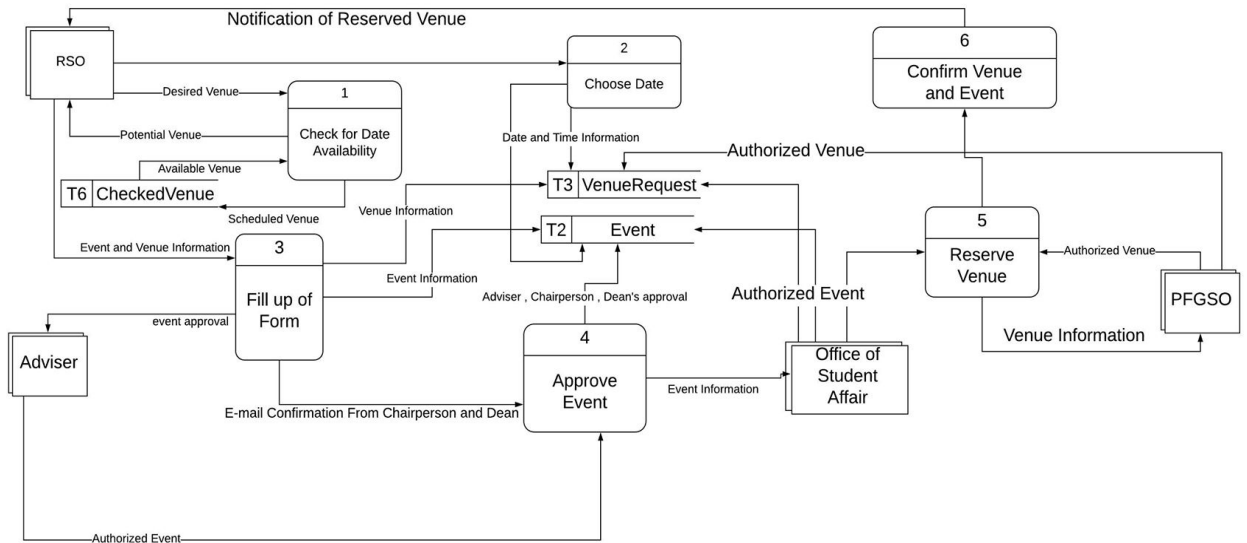 Notification of Reserved Venue
RSO
2
Choose Date
6
Confirm Venue
and Event
Desired Venue
1
Check for Date
Availability
Potential Venue
Date and Time Information
Authorized Venue
Available Venue
T6 CheckedVenue
T3 VenueRequest
Scheduled Venue
Venue Information
T2 Event
5
Reserve
Venue
Event and Venue Information
3
Fill up of
Form
Event Information
Authorized Venue
Adviser , Chairperson , Dean's approval
Authorized Event
PFGSO
event approval
Adviser
4
Approve
Event
Venue Information
Office of
Student
Affair
Event Information
E-mail Confirmation From Chairperson and Dean
Authorized Event